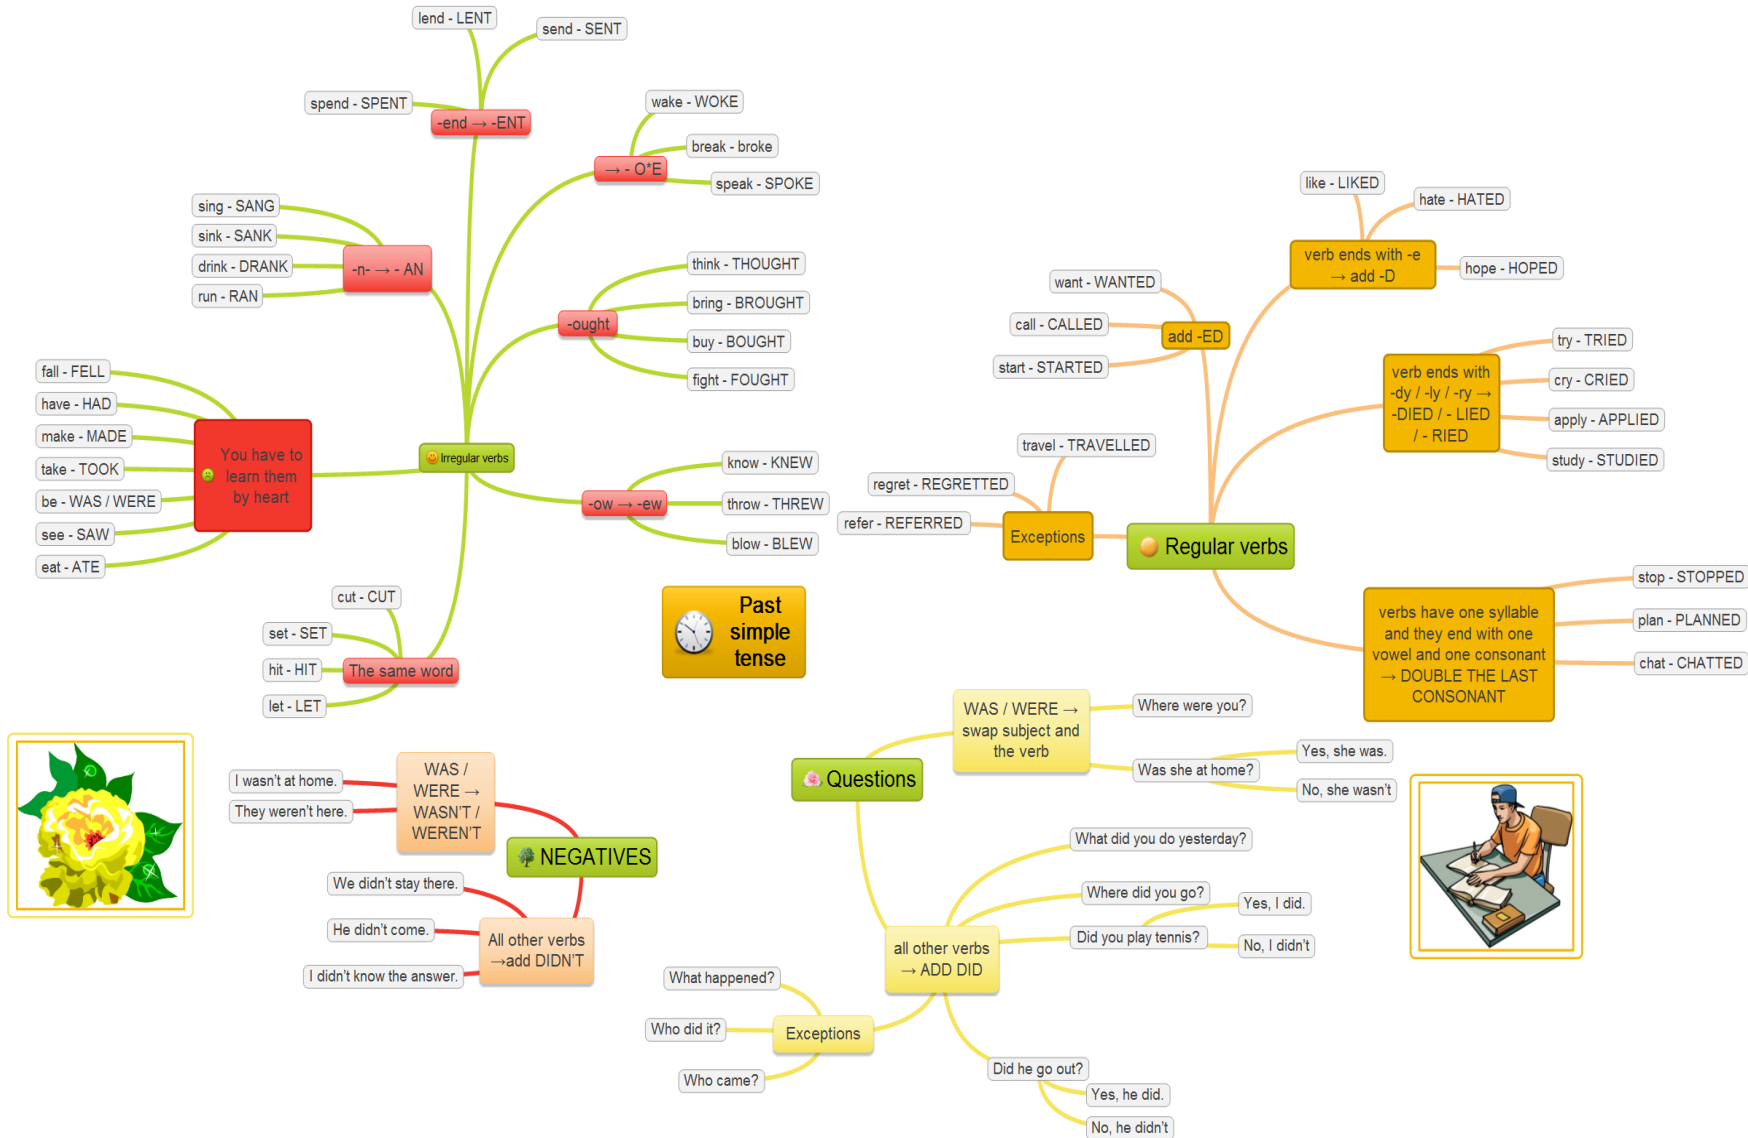 Past
simple
tense
Irregular verbs
-end → -ENT
lend - LENT
send - SENT
spend - SPENT
→ - O*E
wake - WOKE
break - broke
speak - SPOKE
-n- → - AN
sing - SANG
sink - SANK
drink - DRANK
run - RAN
-ought
think - THOUGHT
bring - BROUGHT
buy - BOUGHT
fight - FOUGHT
You have to
learn them
by heart
fall - FELL
have - HAD
make - MADE
take - TOOK
be - WAS / WERE
see - SAW
eat - ATE
-ow → -ew
know - KNEW
throw - THREW
blow - BLEW
The same word
cut - CUT
set - SET
hit - HIT
let - LET
Regular verbs
verb ends with -e
→ add -D
like - LIKED
hate - HATED
hope - HOPED
add -ED
want - WANTED
call - CALLED
start - STARTED
verb ends with
-dy / -ly / -ry →
-DIED / - LIED
/ - RIED
try - TRIED
cry - CRIED
apply - APPLIED
study - STUDIED
Exceptions
travel - TRAVELLED
regret - REGRETTED
refer - REFERRED
verbs have one syllable
and they end with one
vowel and one consonant
→ DOUBLE THE LAST
CONSONANT
stop - STOPPED
plan - PLANNED
chat - CHATTED
NEGATIVES
WAS /
WERE →
WASN'T /
WEREN'T
I wasn't at home.
They weren't here.
All other verbs
→add DIDN'T
We didn't stay there.
He didn't come.
I didn't know the answer.
Questions
WAS / WERE →
swap subject and
the verb
Where were you?
Was she at home?
Yes, she was.
No, she wasn't
all other verbs
→ ADD DID
What did you do yesterday?
Where did you go?
Did you play tennis?
Yes, I did.
No, I didn't
Exceptions
What happened?
Who did it?
Who came?
Did he go out?
Yes, he did.
No, he didn't